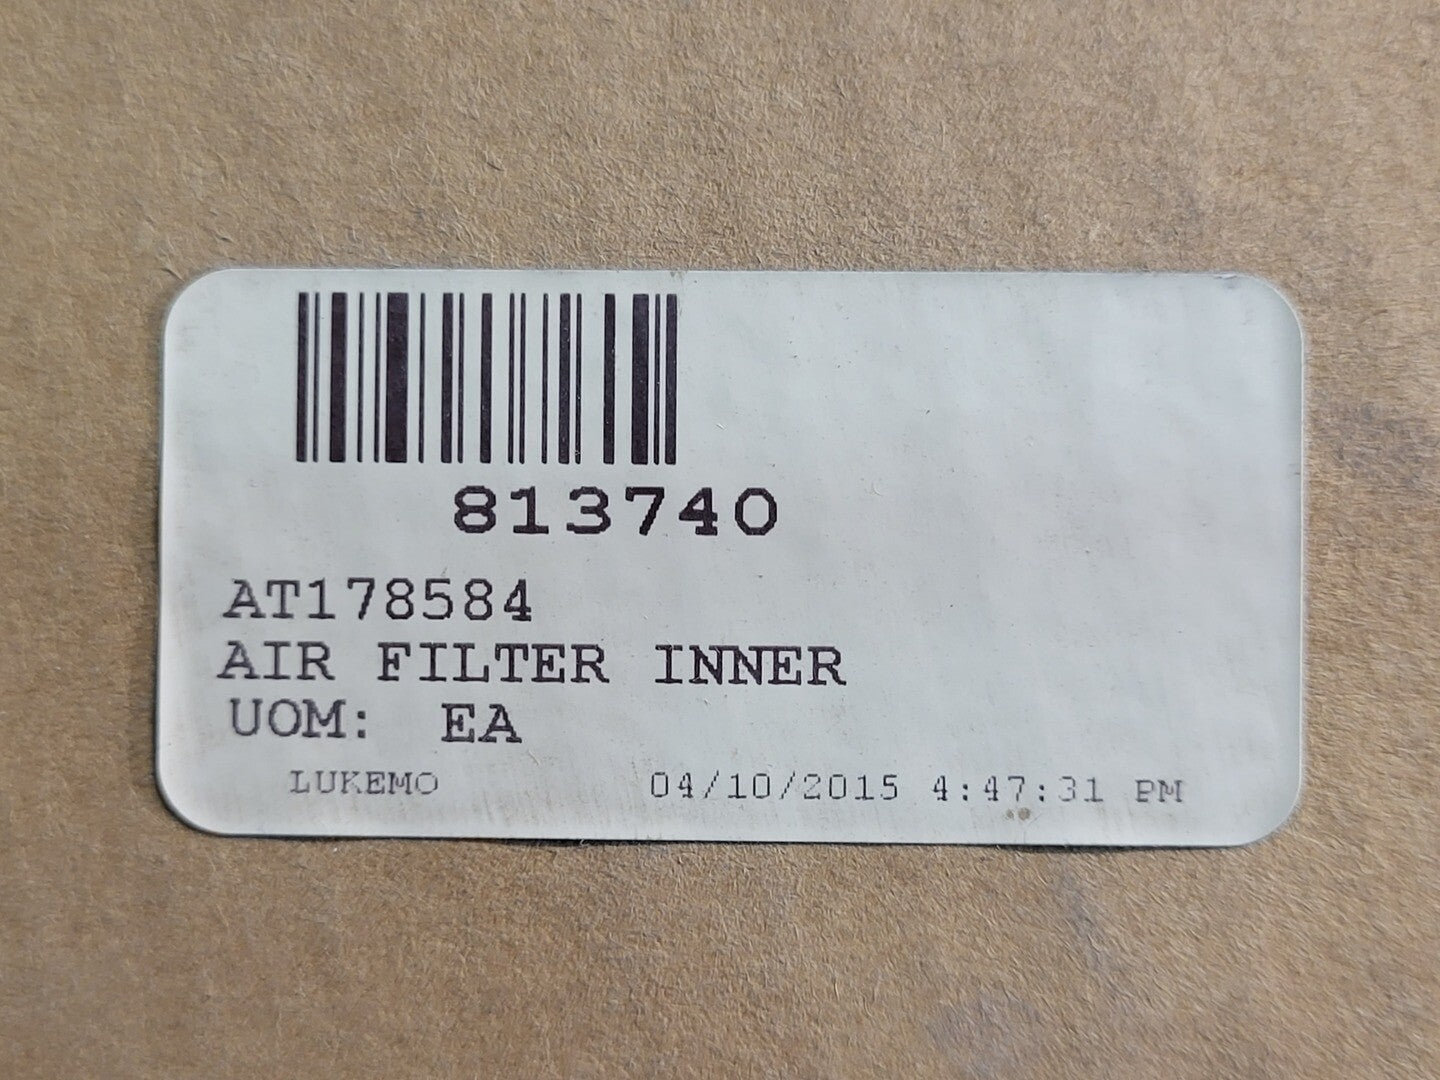 813740
AT178584
AIR FILTER INNER
UOM: EA
LUKEMO 04/10/2015 4:47:31 PM